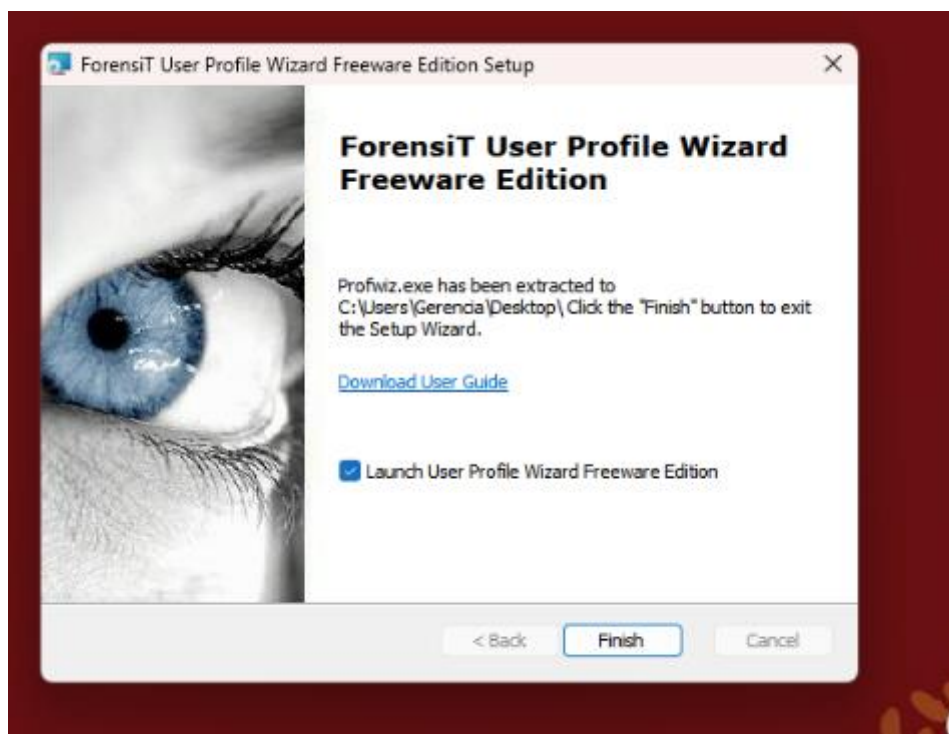 ForensiT User Profile Wizard Freeware Edition Setup
ForensiT User Profile Wizard
Freeware Edition
Profwiz.exe has been extracted to
C:\Users\Gerencia\Desktop\ Click the "Finish" button to exit
the Setup Wizard.
Download User Guide
Launch User Profile Wizard Freeware Edition
< Back
Finish
Cancel